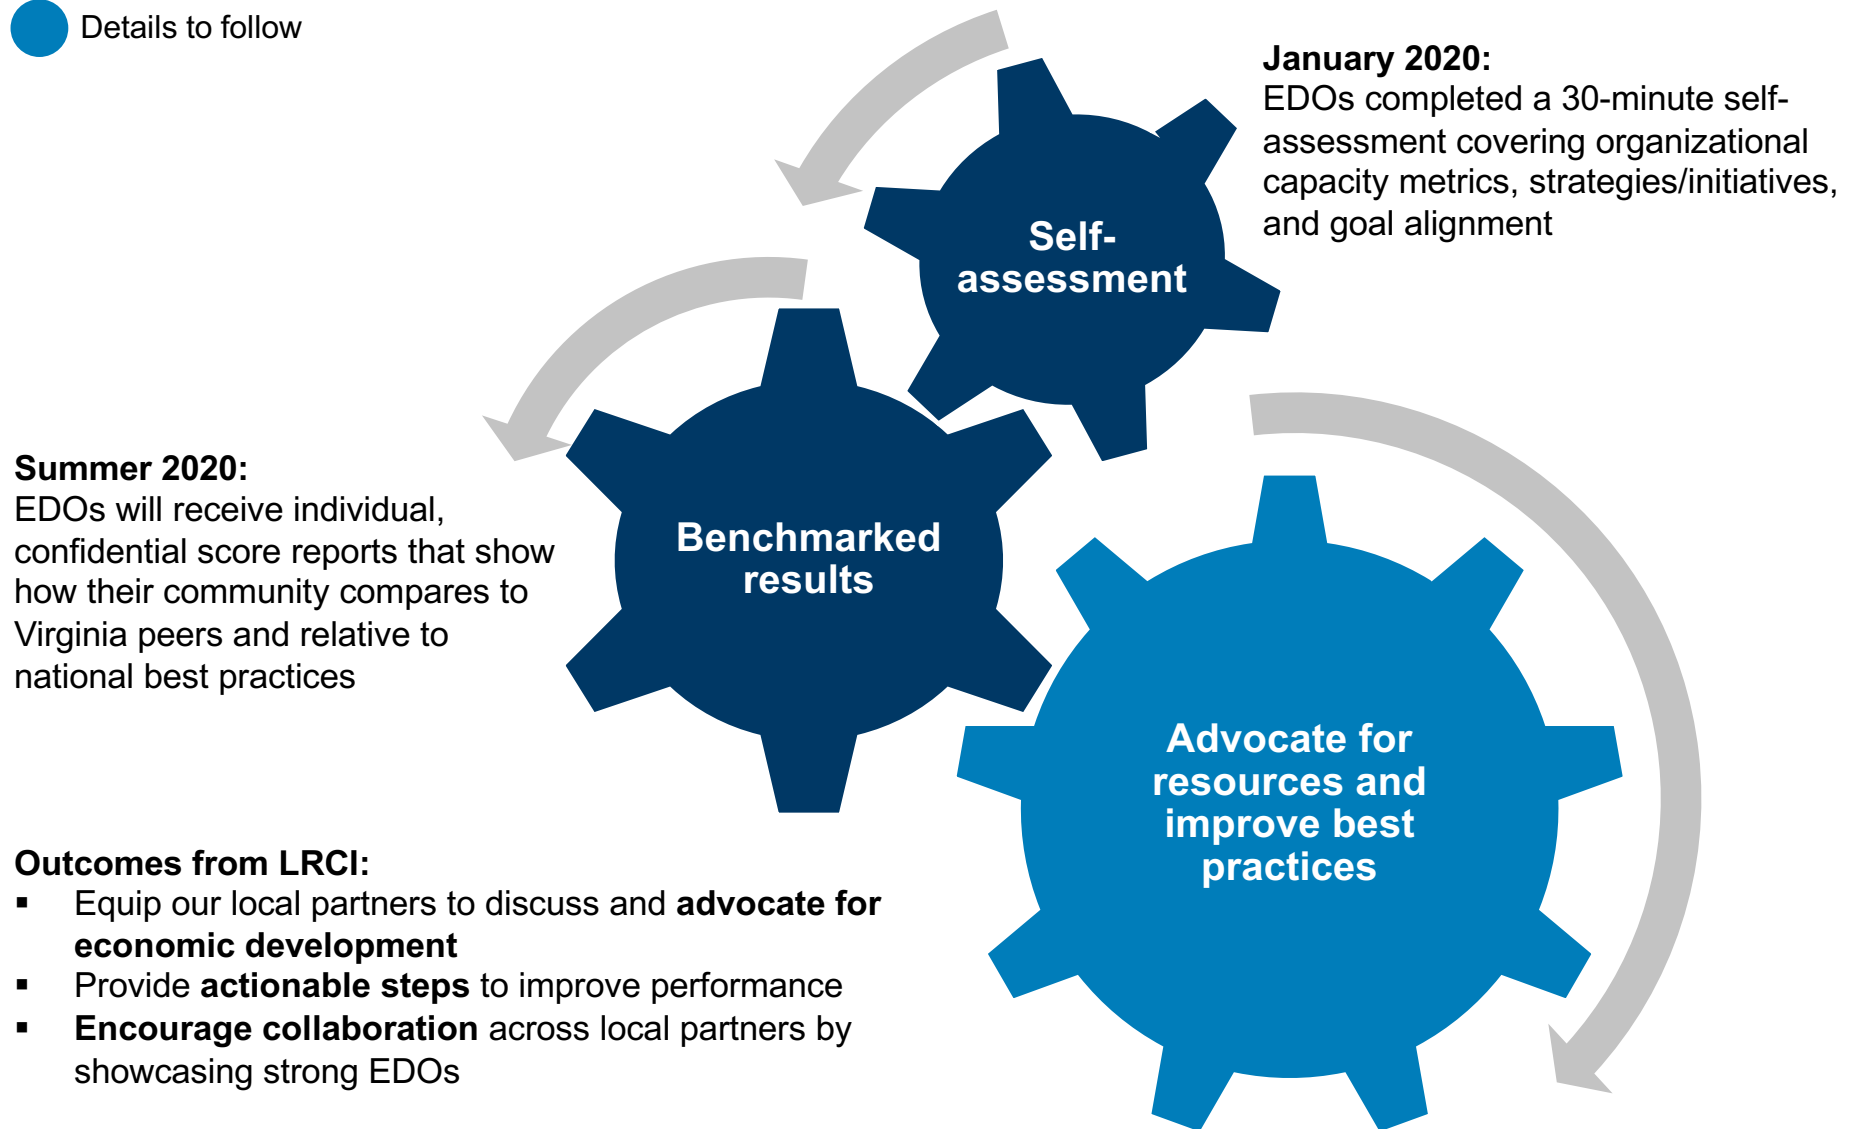 Details to follow
January 2020:
EDOs completed a 30-minute self-
assessment covering organizational
capacity metrics, strategies/initiatives,
and goal alignment
Self-
assessment
Summer 2020:
EDOs will receive individual,
confidential score reports that show
how their community compares to
Virginia peers and relative to
national best practices
Benchmarked
results
Advocate for
resources and
improve best
practices
Outcomes from LRCI:
▪ Equip our local partners to discuss and advocate for
economic development
▪ Provide actionable steps to improve performance
▪ Encourage collaboration across local partners by
showcasing strong EDOs